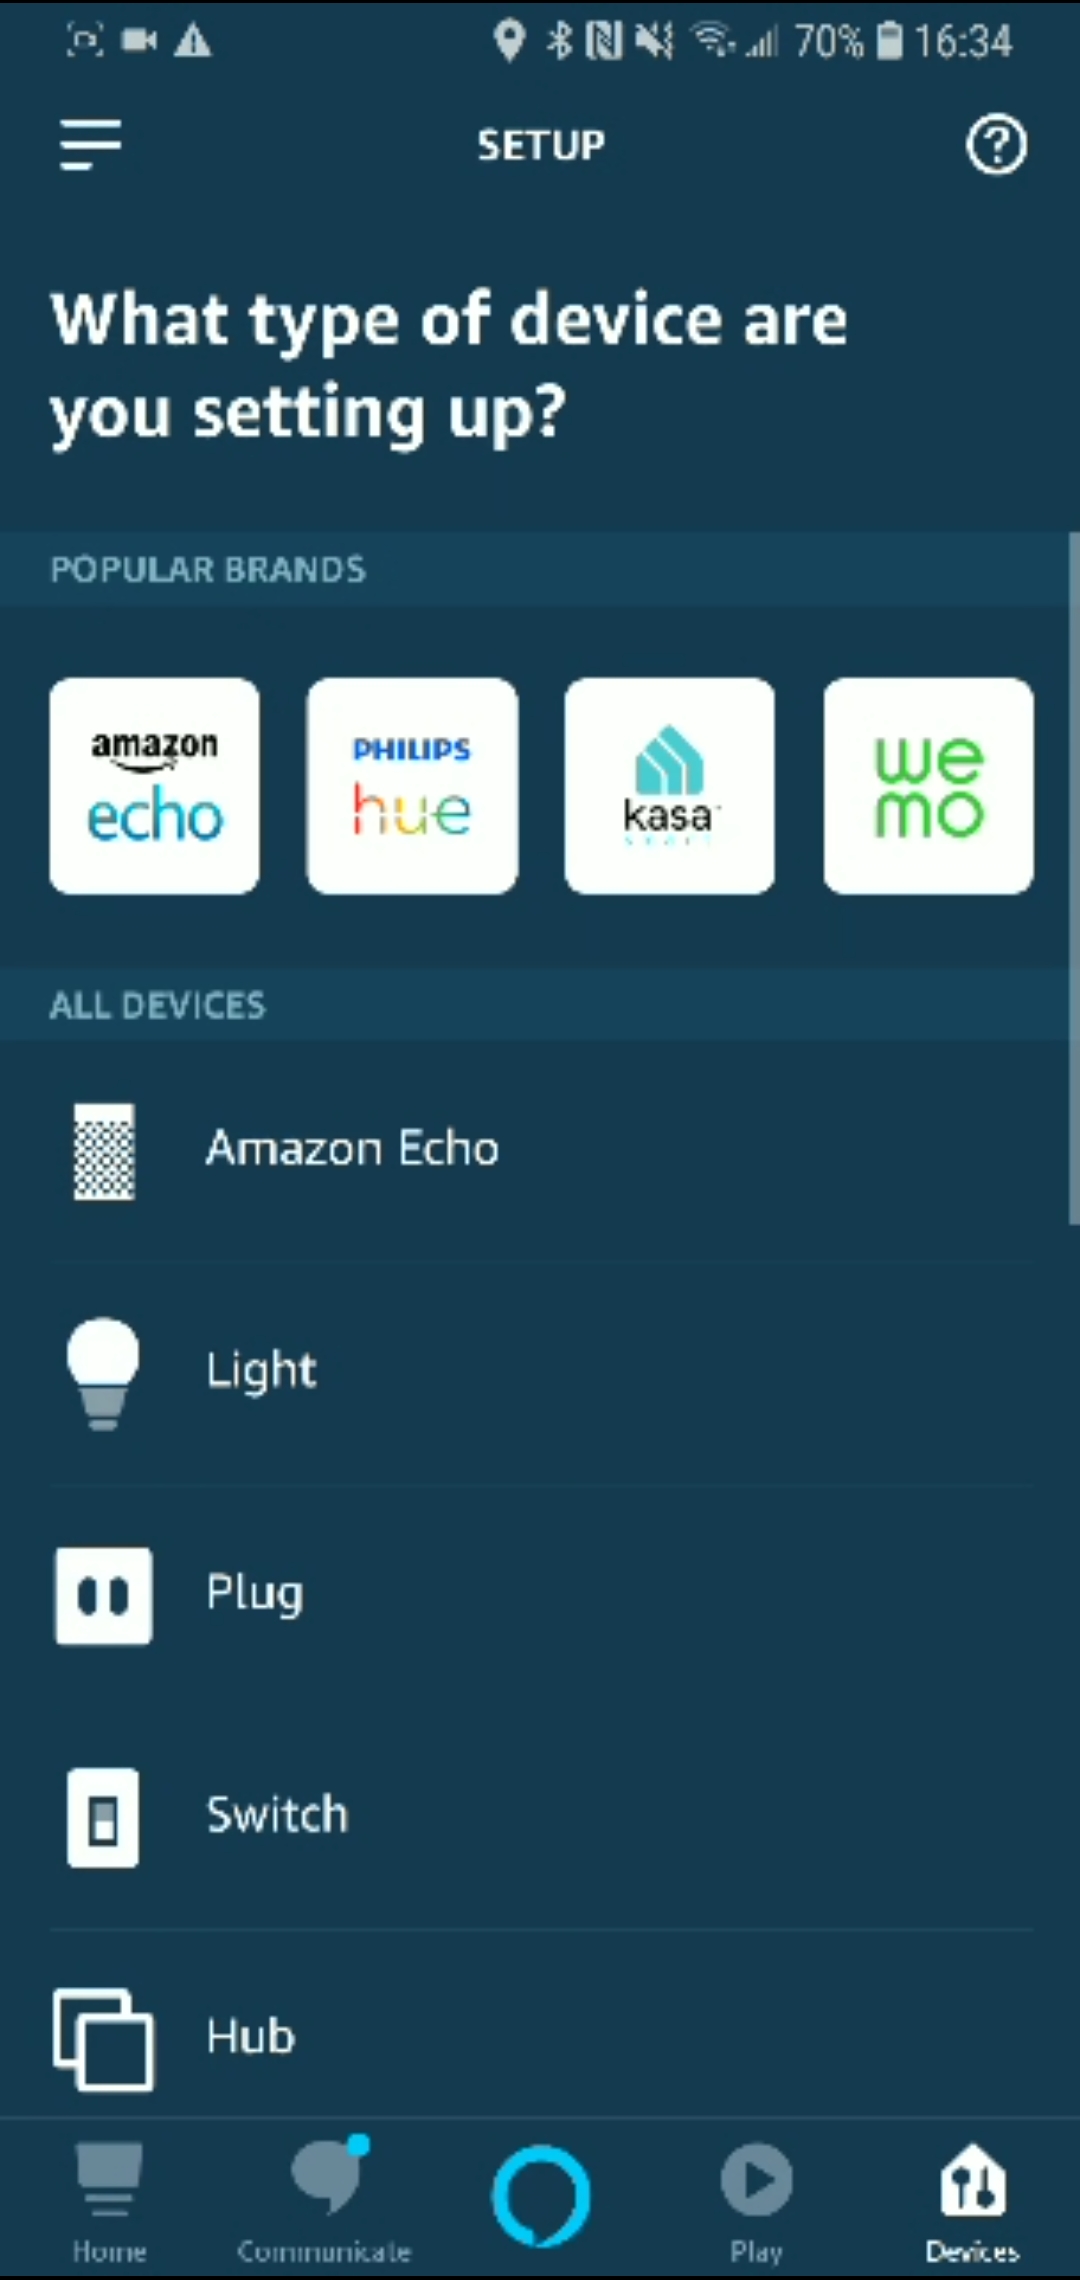 70% 16:34
SETUP
What type of device are
you setting up?
POPULAR BRANDS
amazon
echo
PHILIPS
hue
kasa
we
mo
ALL DEVICES
Amazon Echo
Light
Plug
Switch
Hub
Home
Communicate
Play
Devices